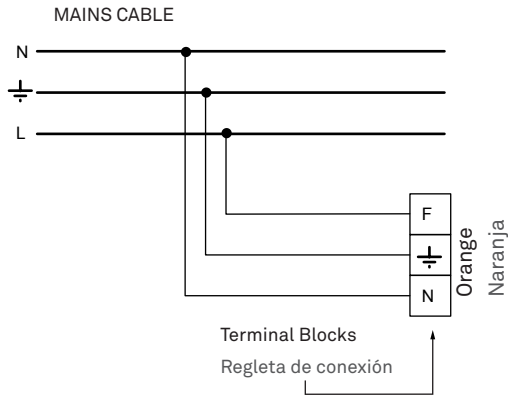 MAINS CABLE
N
L
F
N
Orange
Naranja
Terminal Blocks
Regleta de conexión